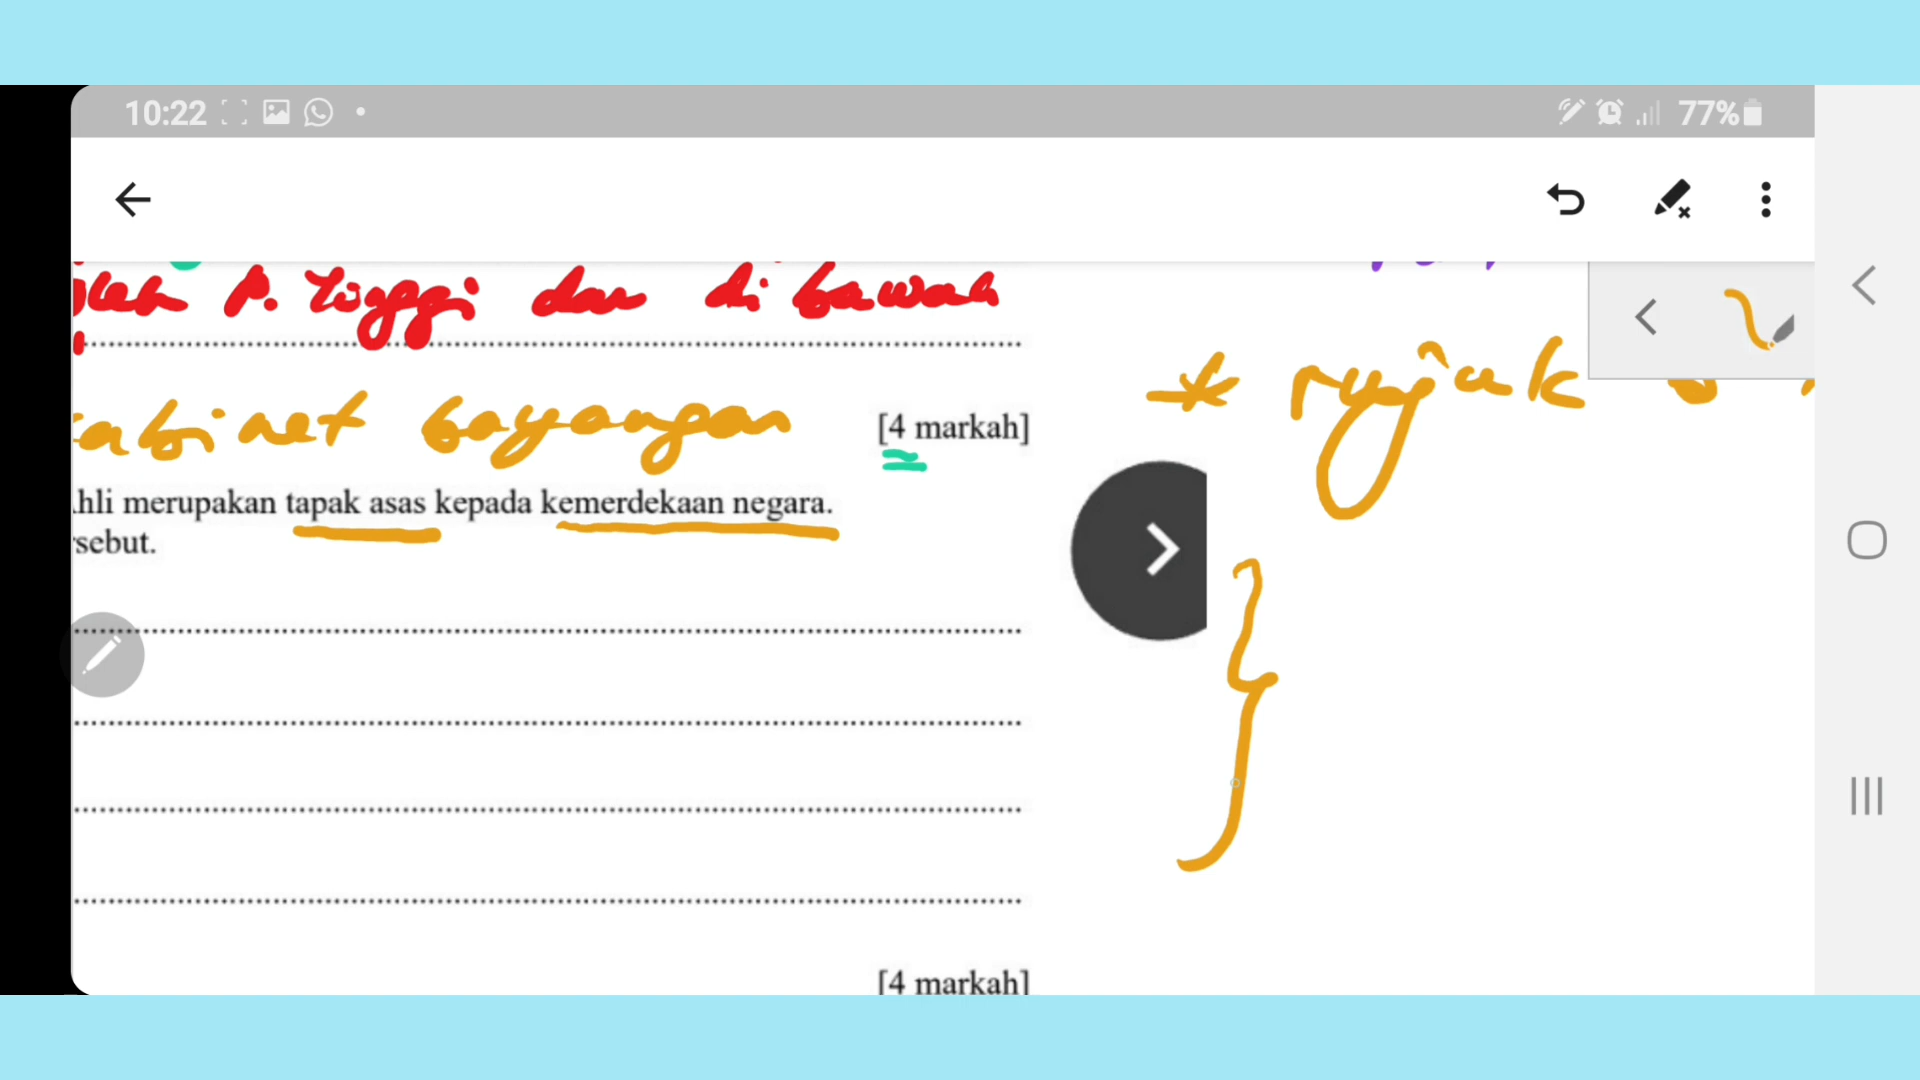 10:22
77%
P. Tinggi dan di bawah
kabinet bayangan [4 markah]
* rujuk
hli merupakan tapak asas kepada kemerdekaan negara.
sebut.
[4 markah]